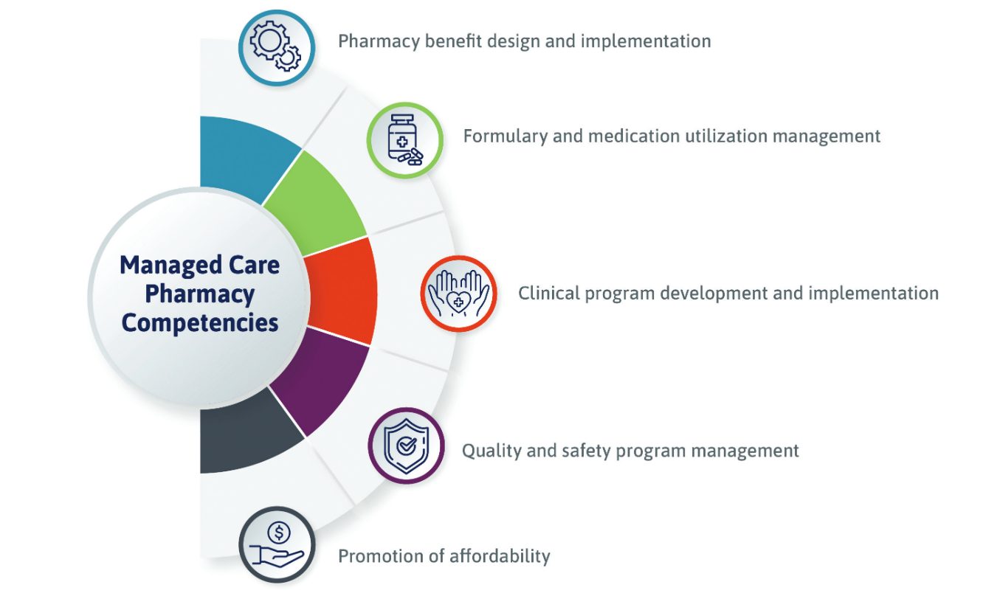 Pharmacy benefit design and implementation
Formulary and medication utilization management
Managed Care
Pharmacy
Competencies
Clinical program development and implementation
Quality and safety program management
$
Promotion of affordability